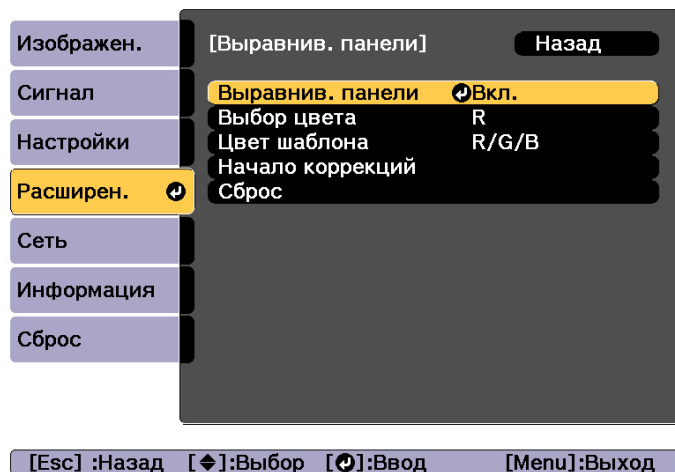 Изображен.
Сигнал
Настройки
Расширен.
Сеть
Информация
Сброс
[Выравнив. панели] Назад
Выравнив. панели Вкл.
Выбор цвета R
Цвет шаблона R/G/B
Начало коррекций
Сброс
[Esc] :Назад [◆]:Выбор [⏎]:Ввод [Menu]:Выход